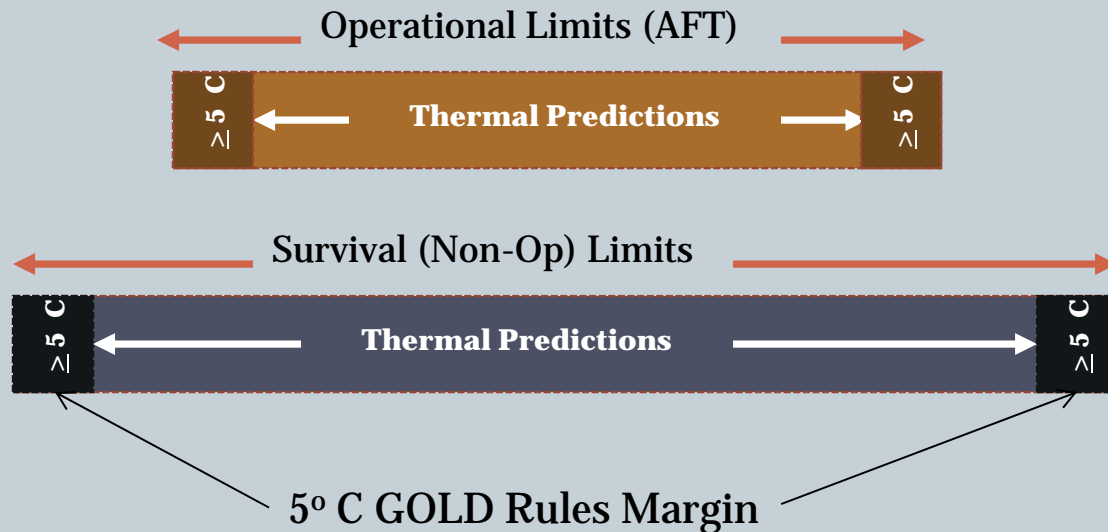 Operational Limits (AFT)
≥5 C
Thermal Predictions
≥5 C
Survival (Non-Op) Limits
≥5 C
Thermal Predictions
≥5 C
5º C GOLD Rules Margin